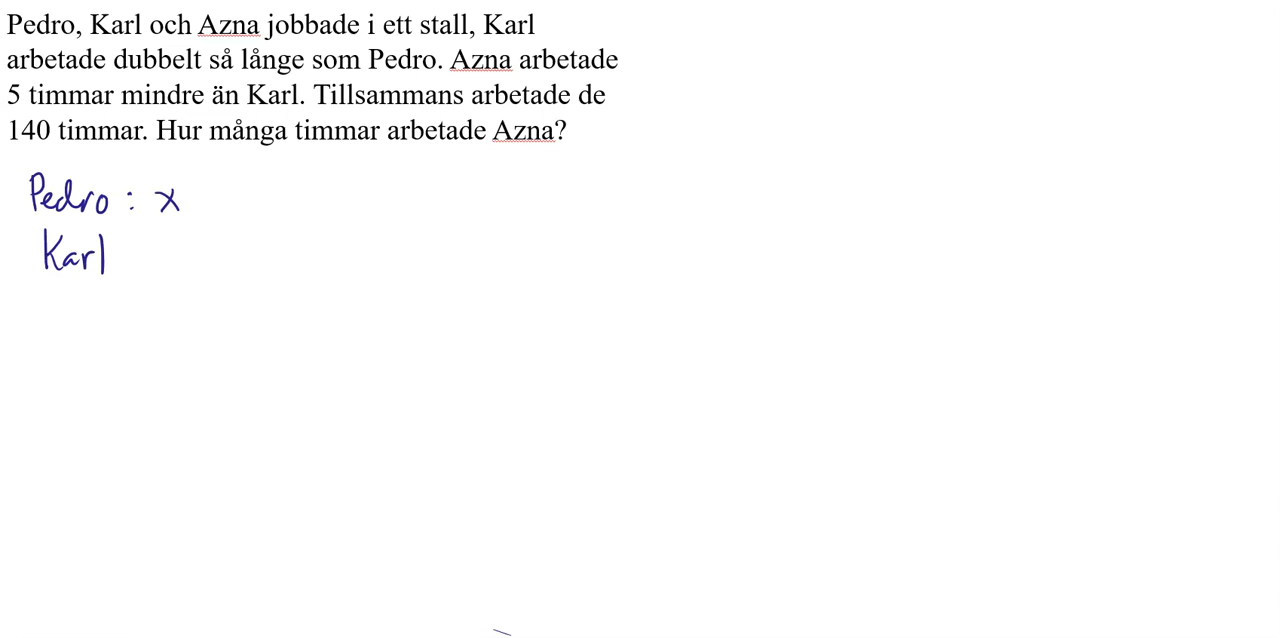 Pedro, Karl och Azna jobbade i ett stall, Karl
arbetade dubbelt så långe som Pedro. Azna arbetade
5 timmar mindre än Karl. Tillsammans arbetade de
140 timmar. Hur många timmar arbetade Azna?
Pedro : x
Karl